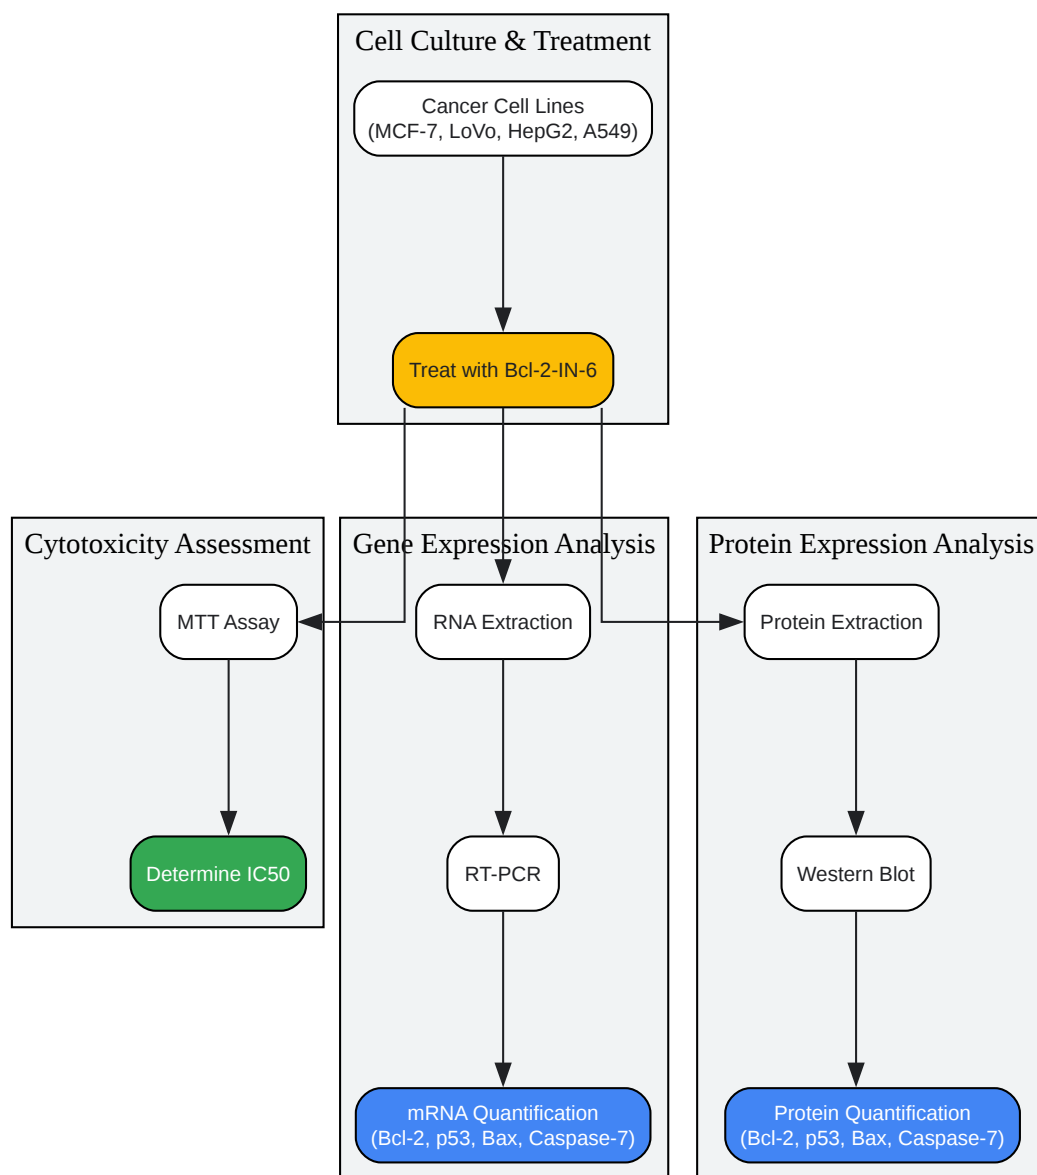 Cell Culture & Treatment
Cancer Cell Lines
(MCF-7, LoVo, HepG2, A549)
Treat with Bcl-2-IN-6
Cytotoxicity Assessment
MTT Assay
Determine IC50
Gene Expression Analysis
RNA Extraction
RT-PCR
mRNA Quantification
(Bcl-2, p53, Bax, Caspase-7)
Protein Expression Analysis
Protein Extraction
Western Blot
Protein Quantification
(Bcl-2, p53, Bax, Caspase-7)